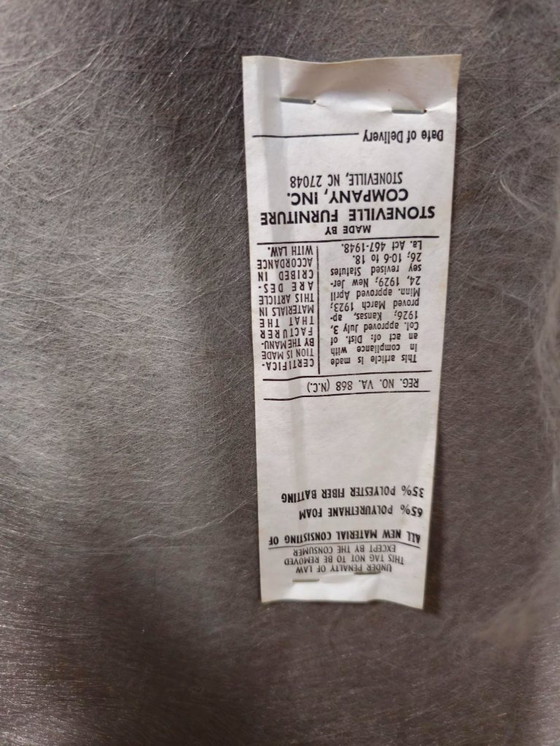 UNDER PENALTY OF LAW
THIS TAG NOT TO BE REMOVED
EXCEPT BY THE CONSUMER
ALL NEW MATERIAL CONSISTING OF
65% POLYURETHANE FOAM
35% POLYESTER FIBER BATTING
REG. NO. VA. 868 (N.C.)
This article is made
in compliance with
an act of: Dist. of
Col. approved July 3,
1926; Kansas, ap-
proved March 1923;
Minn. approved April
24, 1929; New Jer-
sey revised Statutes
26; 10-6 to 18.
La. Act 467-1948.
CERTIFICA-
TION IS MADE
BY THE MANU-
FACTURER
THAT THE
MATERIALS IN
THIS ARTICLE
ARE DES-
CRIBED IN
ACCORDANCE
WITH LAW.
MADE BY
STONEVILLE FURNITURE
COMPANY, INC.
STONEVILLE, NC 27048
Date of Delivery